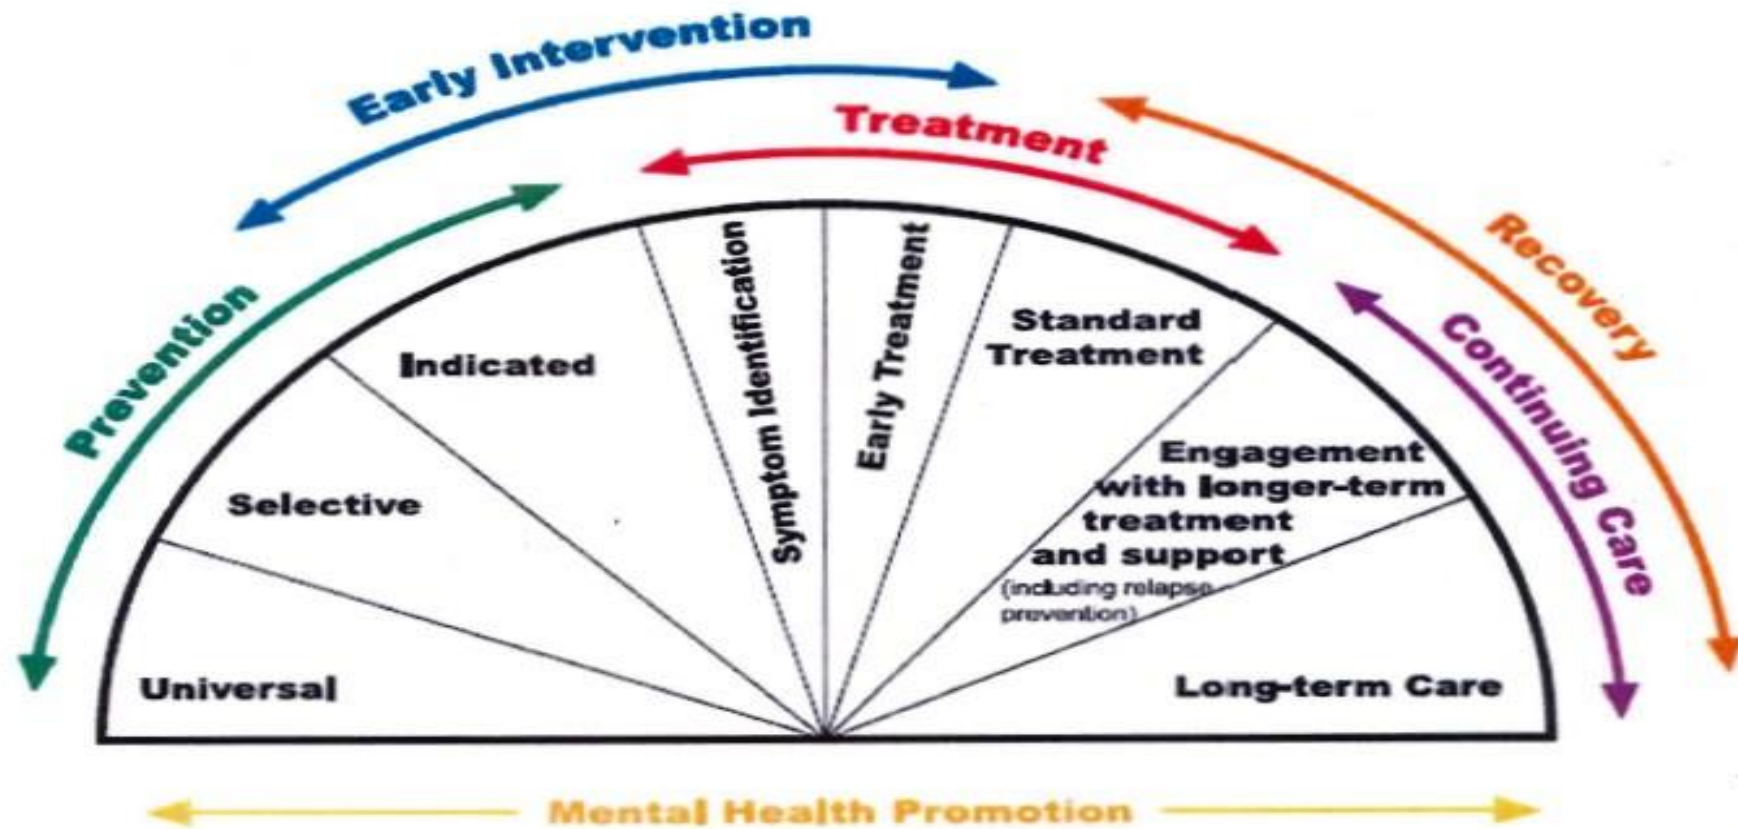 Early Intervention
Treatment
Recovery
Prevention
Continuing Care
Indicated
Symptom Identification
Early Treatment
Standard
Treatment
Selective
Engagement
with longer-term
treatment
and support
(including relapse
prevention)
Universal
Long-term Care
Mental Health Promotion